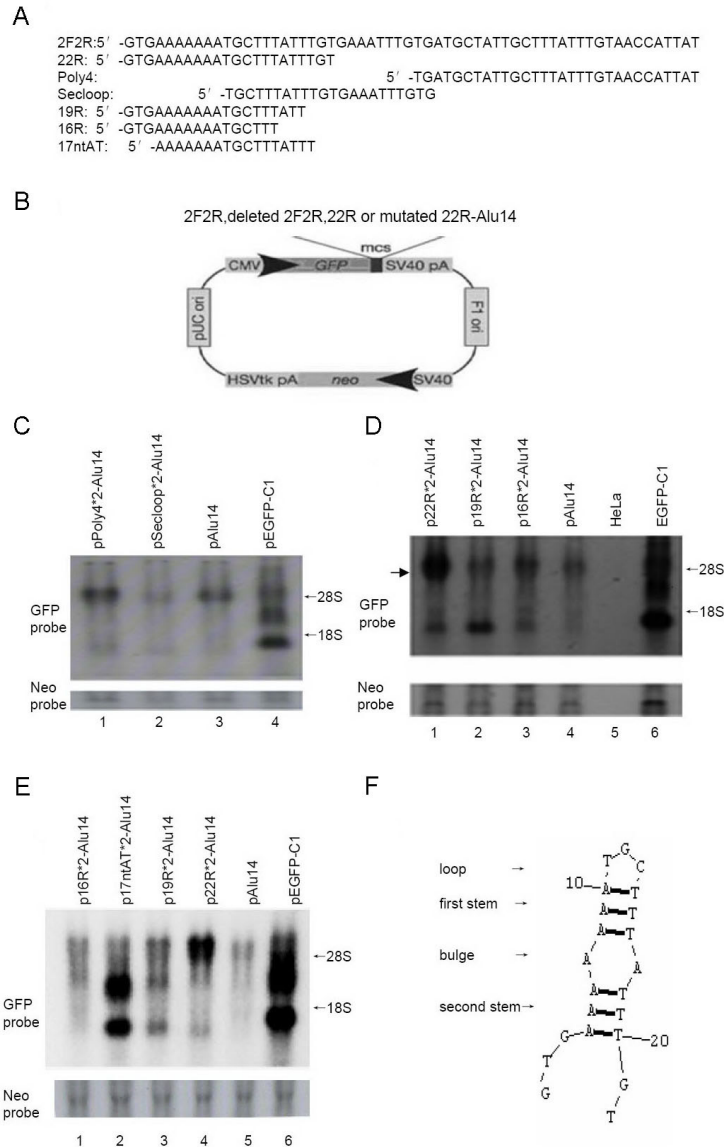 A
2F2R:5′ -GTGAAAAAAATGCTTTATTTGTGAAATTTGTGATGCTATTGCTTTATTTGTAACCATTAT
22R: 5′ -GTGAAAAAAATGCTTTATTTGT
Poly4: 5′ -TGATGCTATTGCTTTATTTGTAACCATTAT
Secloop: 5′ -TGCTTTATTTGTGAAATTTGTG
19R: 5′ -GTGAAAAAAATGCTTTATT
16R: 5′ -GTGAAAAAAATGCTTT
17ntAT: 5′ -AAAAAAATGCTTTATTT
B
2F2R,deleted 2F2R,22R or mutated 22R-Alu14
mcs
CMV GFP SV40 pA
pUC ori
F1 ori
HSVtk pA neo SV40
C
pPoly4*2-Alu14
pSecloop*2-Alu14
pAlu14
pEGFP-C1
←28S
←18S
GFP
probe
Neo
probe
1 2 3 4
D
p22R*2-Alu14
p19R*2-Alu14
p16R*2-Alu14
pAlu14
HeLa
EGFP-C1
←28S
←18S
GFP
probe
Neo
probe
1 2 3 4 5 6
E
p16R*2-Alu14
p17ntAT*2-Alu14
p19R*2-Alu14
p22R*2-Alu14
pAlu14
pEGFP-C1
←28S
←18S
GFP
probe
Neo
probe
1 2 3 4 5 6
F
loop →
first stem →
bulge →
second stem→
G
T C
10 A T
A T
A T
A A
A T
A T
G A T 20
T G
G T